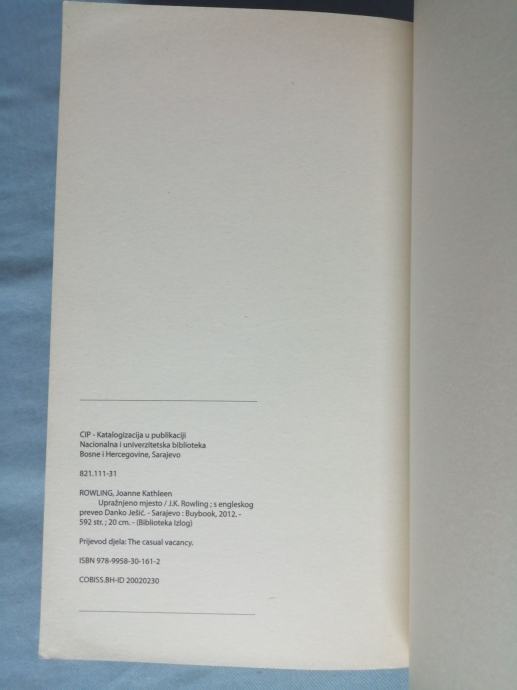 CIP - Katalogizacija u publikaciji
Nacionalna i univerzitetska biblioteka
Bosne i Hercegovine, Sarajevo
821.111-31
ROWLING, Joanne Kathleen
Upražnjeno mjesto / J.K. Rowling ; s engleskog
preveo Danko Ješić. - Sarajevo : Buybook, 2012. -
592 str. ; 20 cm. - (Biblioteka Izlog)
Prijevod djela: The casual vacancy.
ISBN 978-9958-30-161-2
COBISS.BH-ID 20020230